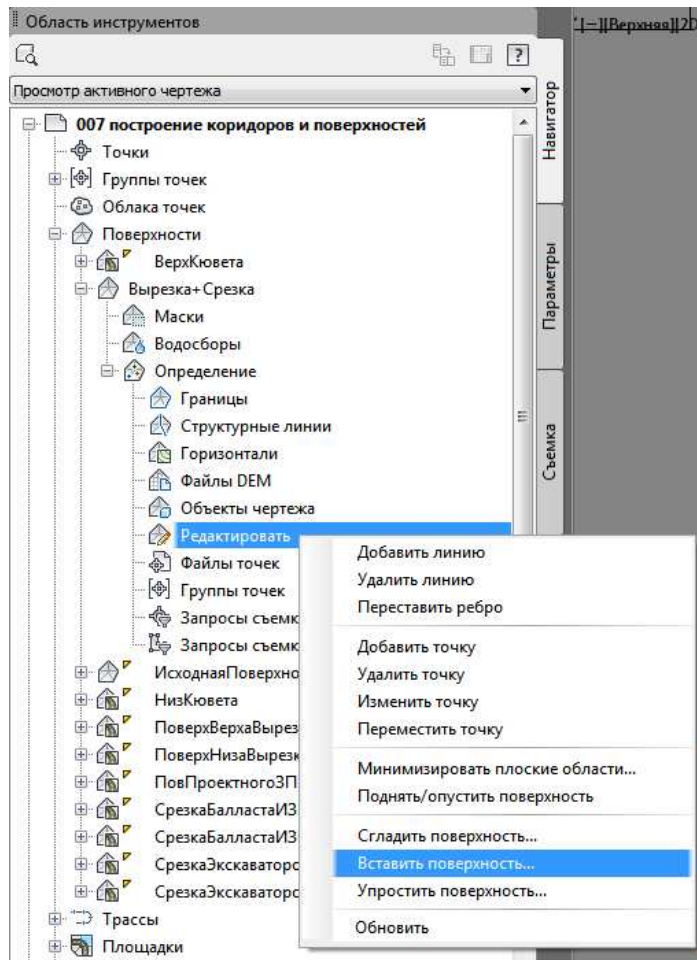 Область инструментов
[−][Верхняя][2D
Просмотр активного чертежа
007 построение коридоров и поверхностей
Точки
Группы точек
Облака точек
Поверхности
ВерхКювета
Вырезка+Срезка
Маски
Водосборы
Определение
Границы
Структурные линии
Горизонтали
Файлы DEM
Объекты чертежа
Редактировать
Файлы точек
Группы точек
Запросы съемк
Запросы съемк
ИсходнаяПоверхно
НизКювета
ПоверхВерхаВырез
ПоверхНизаВырезк
ПовПроектногоЗП
СрезкаБалластаИЗ
СрезкаБалластаИЗ
СрезкаЭкскаваторо
СрезкаЭкскаваторо
Трассы
Площадки
Добавить линию
Удалить линию
Переставить ребро
Добавить точку
Удалить точку
Изменить точку
Переместить точку
Минимизировать плоские области...
Поднять/опустить поверхность
Сгладить поверхность...
Вставить поверхность...
Упростить поверхность...
Обновить
Навигатор
Параметры
Съемка